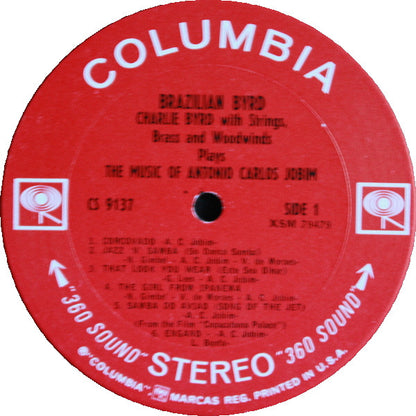 COLUMBIA
BRAZILIAN BYRD
CHARLIE BYRD with Strings,
Brass and Woodwinds
Plays
THE MUSIC OF ANTONIO CARLOS JOBIM
CS 9137
SIDE 1
XSM 79479
1. CORCOVADO -A. C. Jobim-
2. JAZZ 'N' SAMBA (So Danco Samba)
-N. Gimbel - A. C. Jobim - V. de Moraes-
3. THAT LOOK YOU WEAR (Este Seu Olhar)
-G. Lees - A. C. Jobim-
4. THE GIRL FROM IPANEMA
-N. Gimbel - V. de Moraes - A. C. Jobim-
5. SAMBA DO AVIAO (SONG OF THE JET)
-A. C. Jobim-
(From the Film "Copacabana Palace")
6. ENGANO - A. C. Jobim-
L. Bonfa-
"360 SOUND" STEREO "360 SOUND"
® "COLUMBIA" MARCAS REG. PRINTED IN U.S.A.